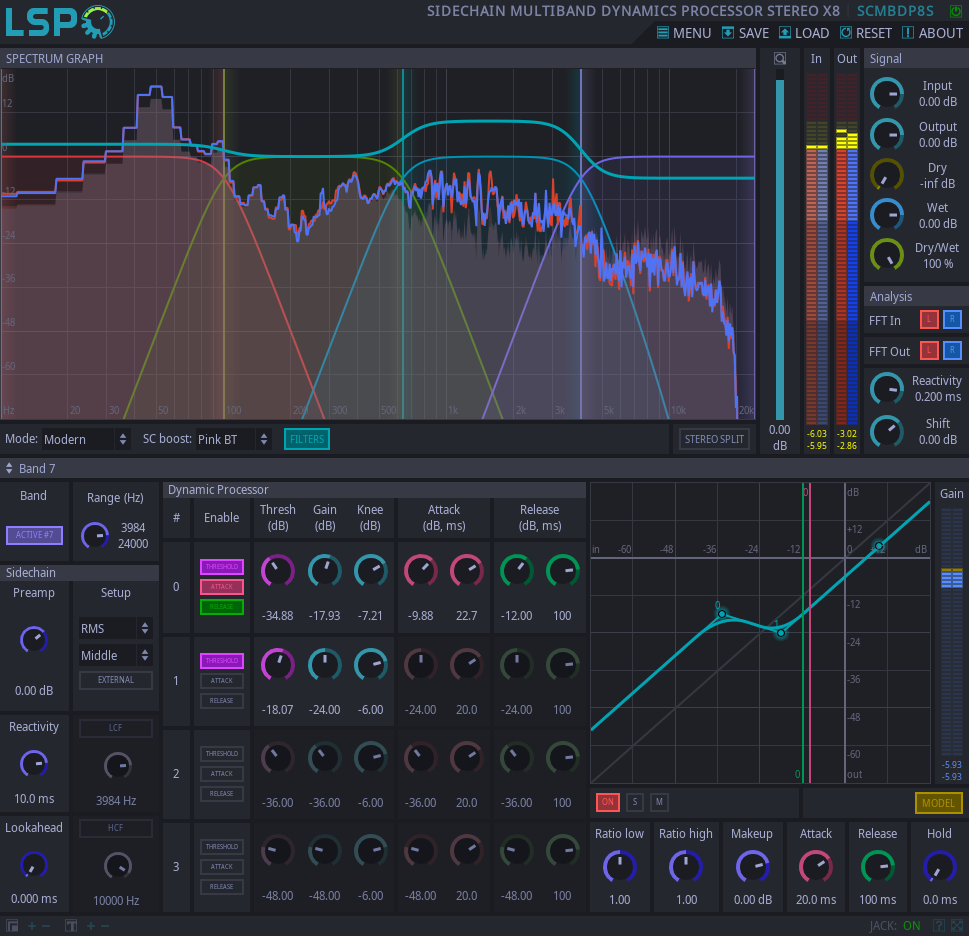 LSP
SIDECHAIN MULTIBAND DYNAMICS PROCESSOR STEREO X8 SCMBDP8S
MENU SAVE LOAD RESET ABOUT
SPECTRUM GRAPH
In Out
Signal
dB
12
0
-12
-24
-36
-48
-60
Hz 20 30 50 100 200 300 500 1k 2k 3k 5k 10k 20k
0.00
dB
-6.03
-5.95
-3.02
-2.86
Input
0.00 dB
Output
0.00 dB
Dry
-inf dB
Wet
0.00 dB
Dry/Wet
100 %
Analysis
FFT In L R
FFT Out L R
Reactivity
0.200 ms
Shift
0.00 dB
Mode: Modern SC boost: Pink BT FILTERS STEREO SPLIT
Band 7
Band
ACTIVE #7
Range (Hz)
3984
24000
Sidechain
Preamp
0.00 dB
Setup
RMS
Middle
EXTERNAL
Reactivity
10.0 ms
LCF
3984 Hz
Lookahead
0.000 ms
HCF
10000 Hz
Dynamic Processor
# Enable Thresh (dB) Gain (dB) Knee (dB) Attack (dB, ms) Release (dB, ms)
0 THRESHOLD ATTACK RELEASE
-34.88 -17.93 -7.21 -9.88 22.7 -12.00 100
1 THRESHOLD ATTACK RELEASE
-18.07 -24.00 -6.00 -24.00 20.0 -24.00 100
2 THRESHOLD ATTACK RELEASE
-36.00 -36.00 -6.00 -36.00 20.0 -36.00 100
3 THRESHOLD ATTACK RELEASE
-48.00 -48.00 -6.00 -48.00 20.0 -48.00 100
0 dB
+12
in -60 -48 -36 -24 -12 0 +12 dB
-12
0
1
-24
-36
-48
-60
0 out
Gain
-5.93
-5.93
ON S M MODEL
Ratio low
1.00
Ratio high
1.00
Makeup
0.00 dB
Attack
20.0 ms
Release
100 ms
Hold
0.0 ms
JACK: ON